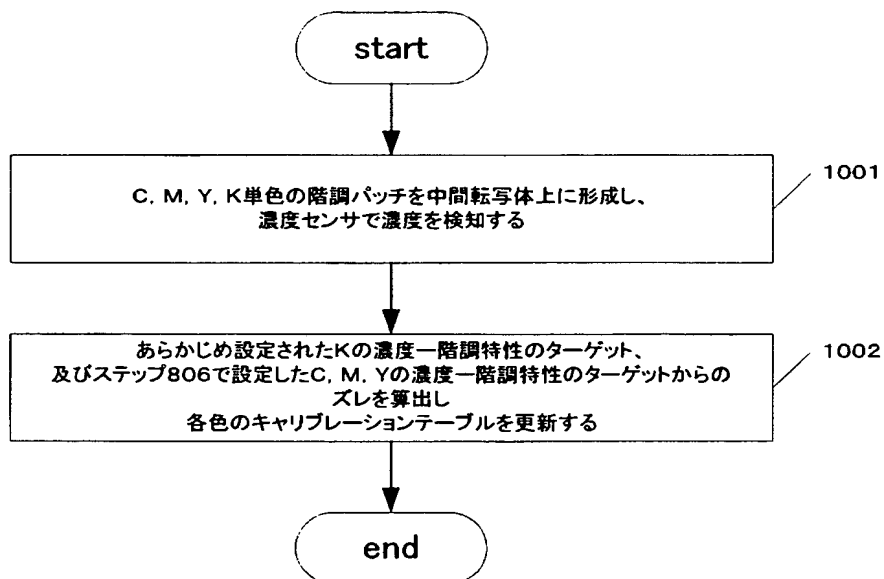 start
C, M, Y, K単色の階調パッチを中間転写体上に形成し、
濃度センサで濃度を検知する
1001
あらかじめ設定されたKの濃度ー階調特性のターゲット、
及びステップ806で設定したC, M, Yの濃度ー階調特性のターゲットからの
ズレを算出し
各色のキャリブレーションテーブルを更新する
1002
end